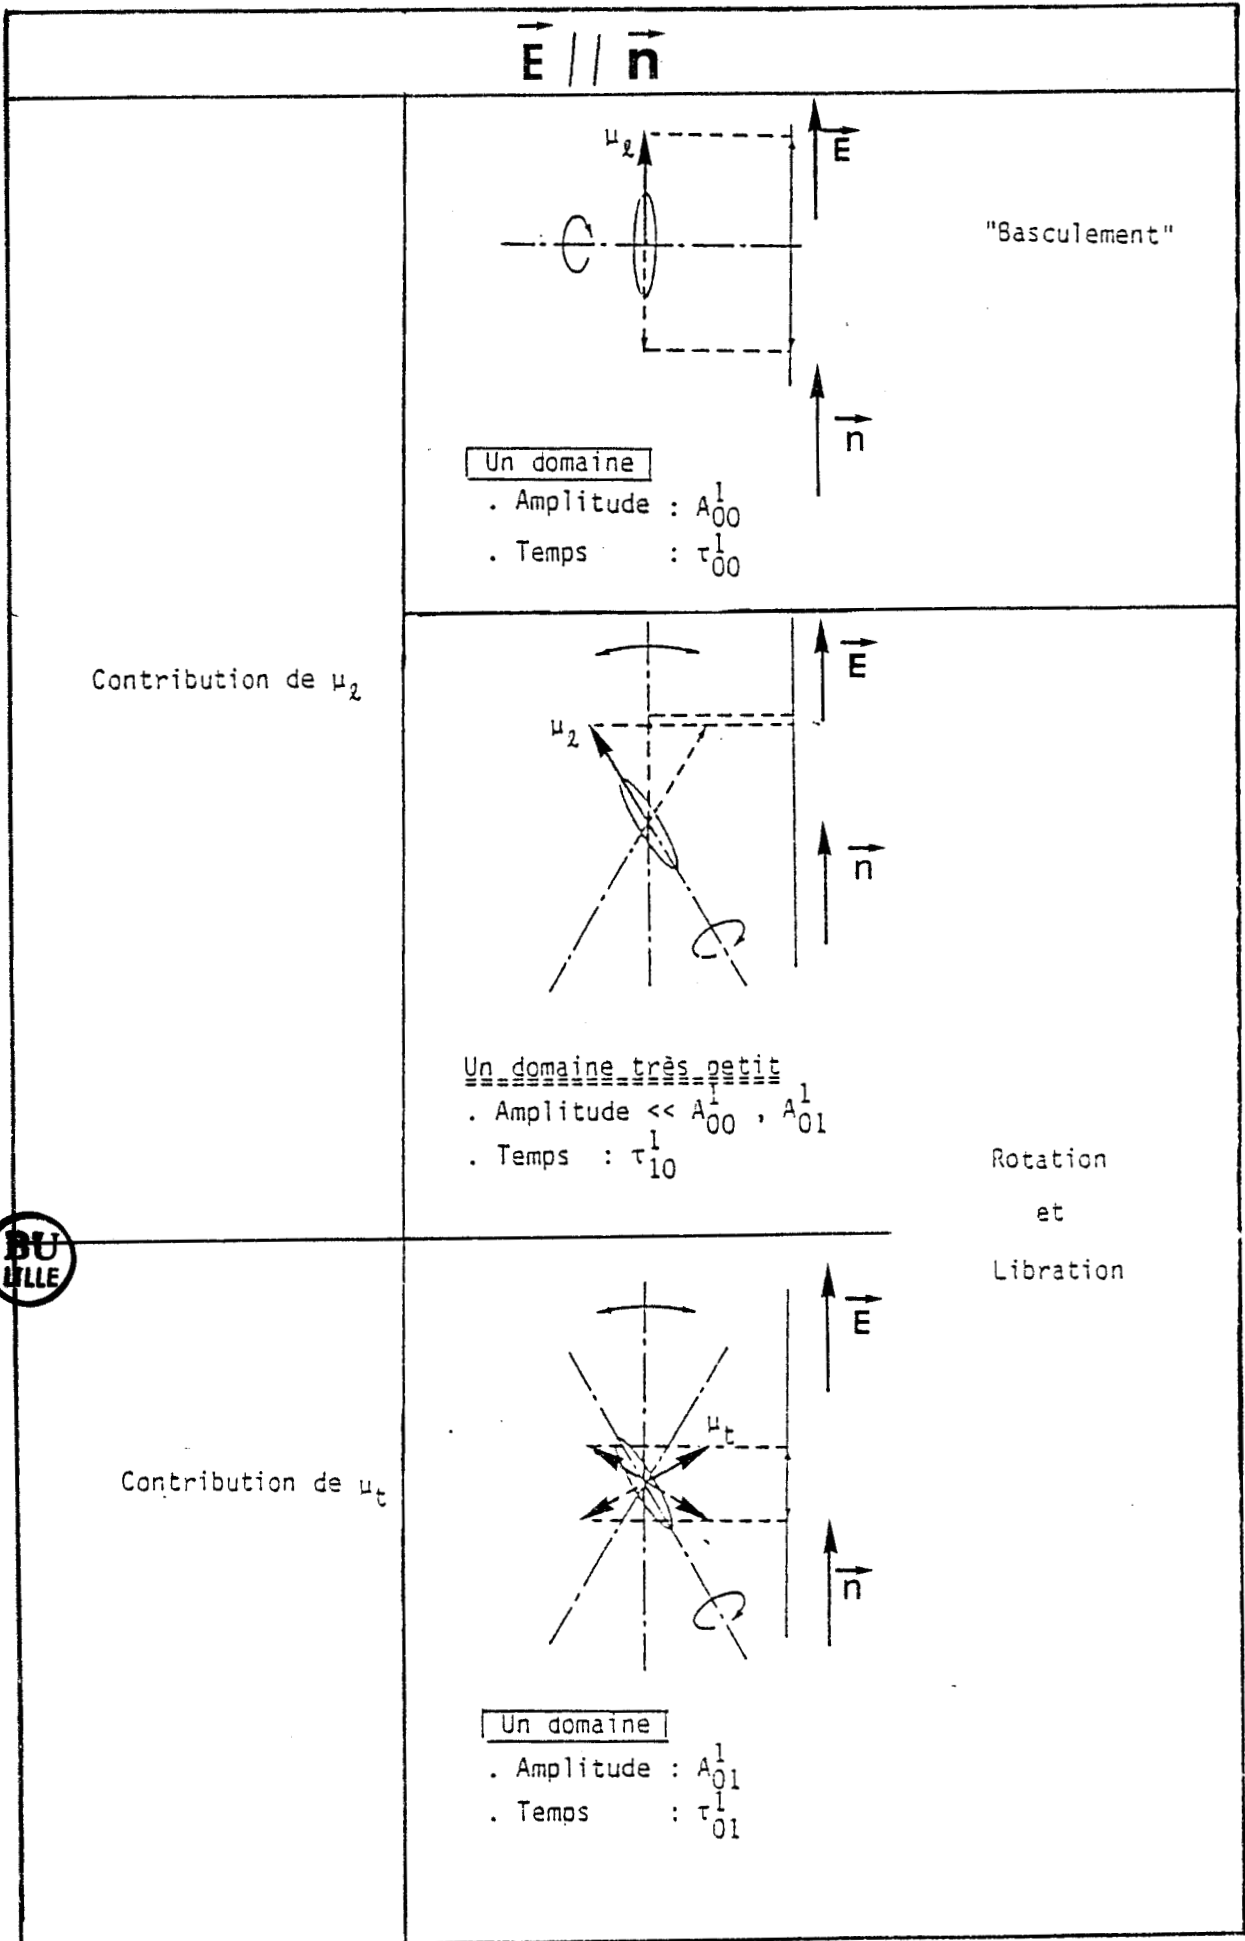 E // n
μℓ
E
"Basculement"
n
Un domaine
. Amplitude : A¹₀₀
. Temps : τ¹₀₀
Contribution de μℓ
E
μℓ
n
Un domaine très petit
. Amplitude << A¹₀₀ , A¹₀₁
. Temps : τ¹₁₀
Rotation
et
Libration
BU
LILLE
E
μt
Contribution de μt
n
Un domaine
. Amplitude : A¹₀₁
. Temps : τ¹₀₁